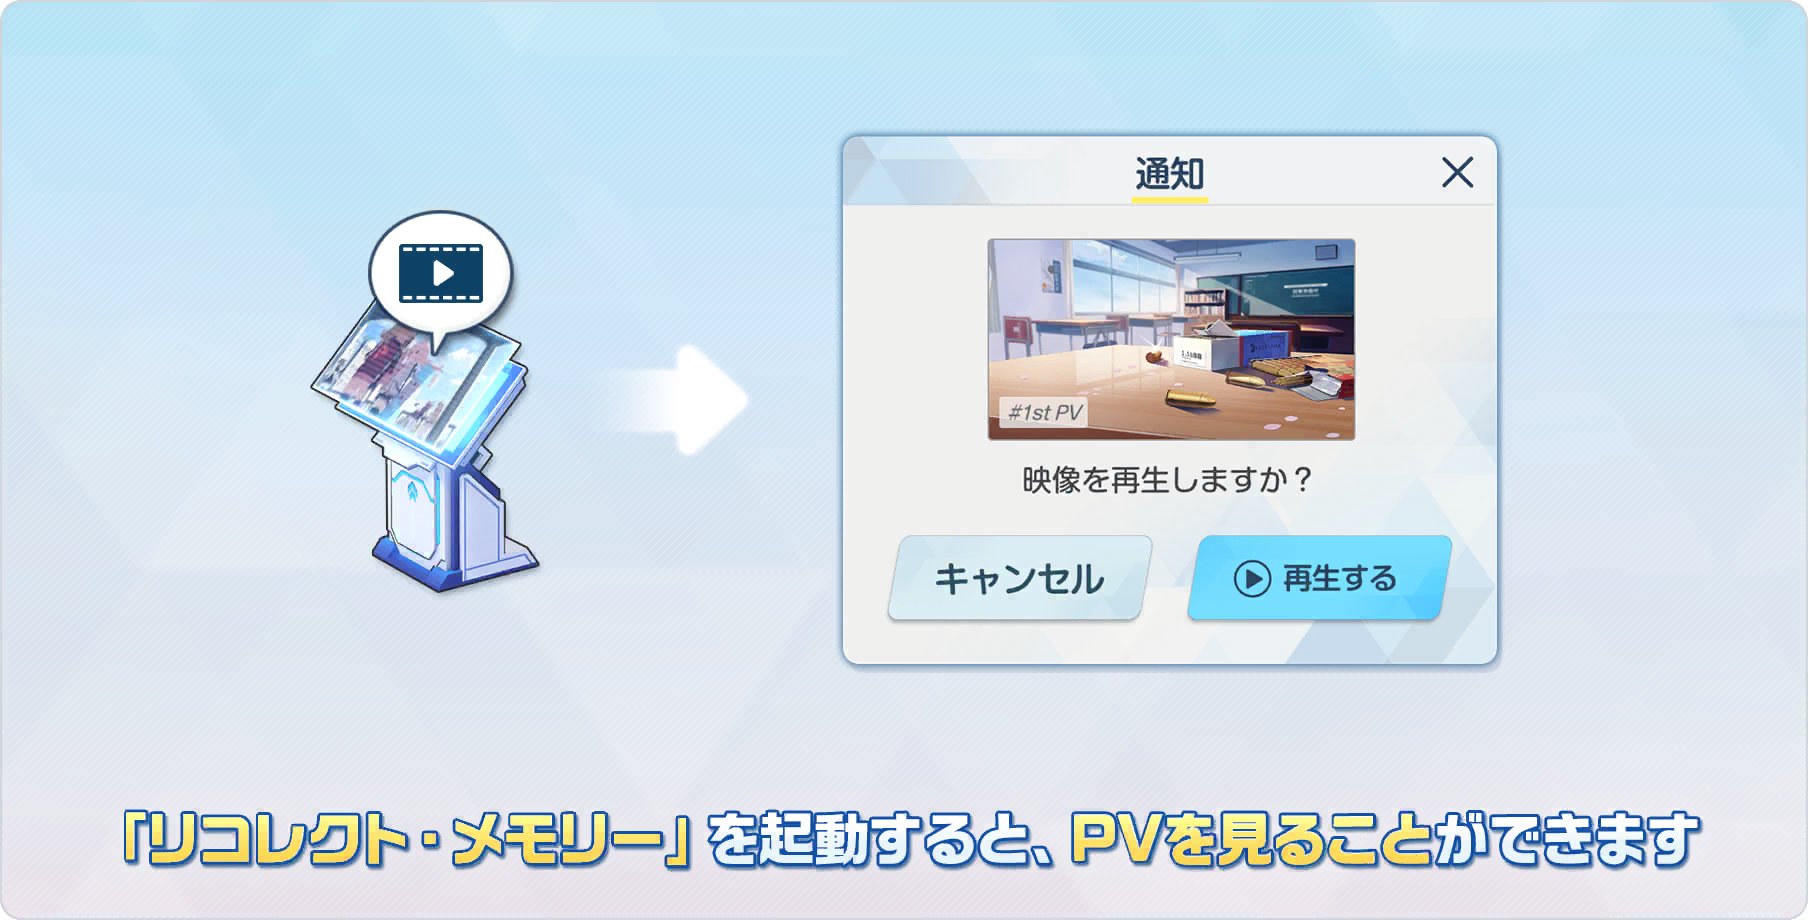 通知
#1st PV
映像を再生しますか？
キャンセル
再生する
「リコレクト・メモリー」を起動すると、PVを見ることができます